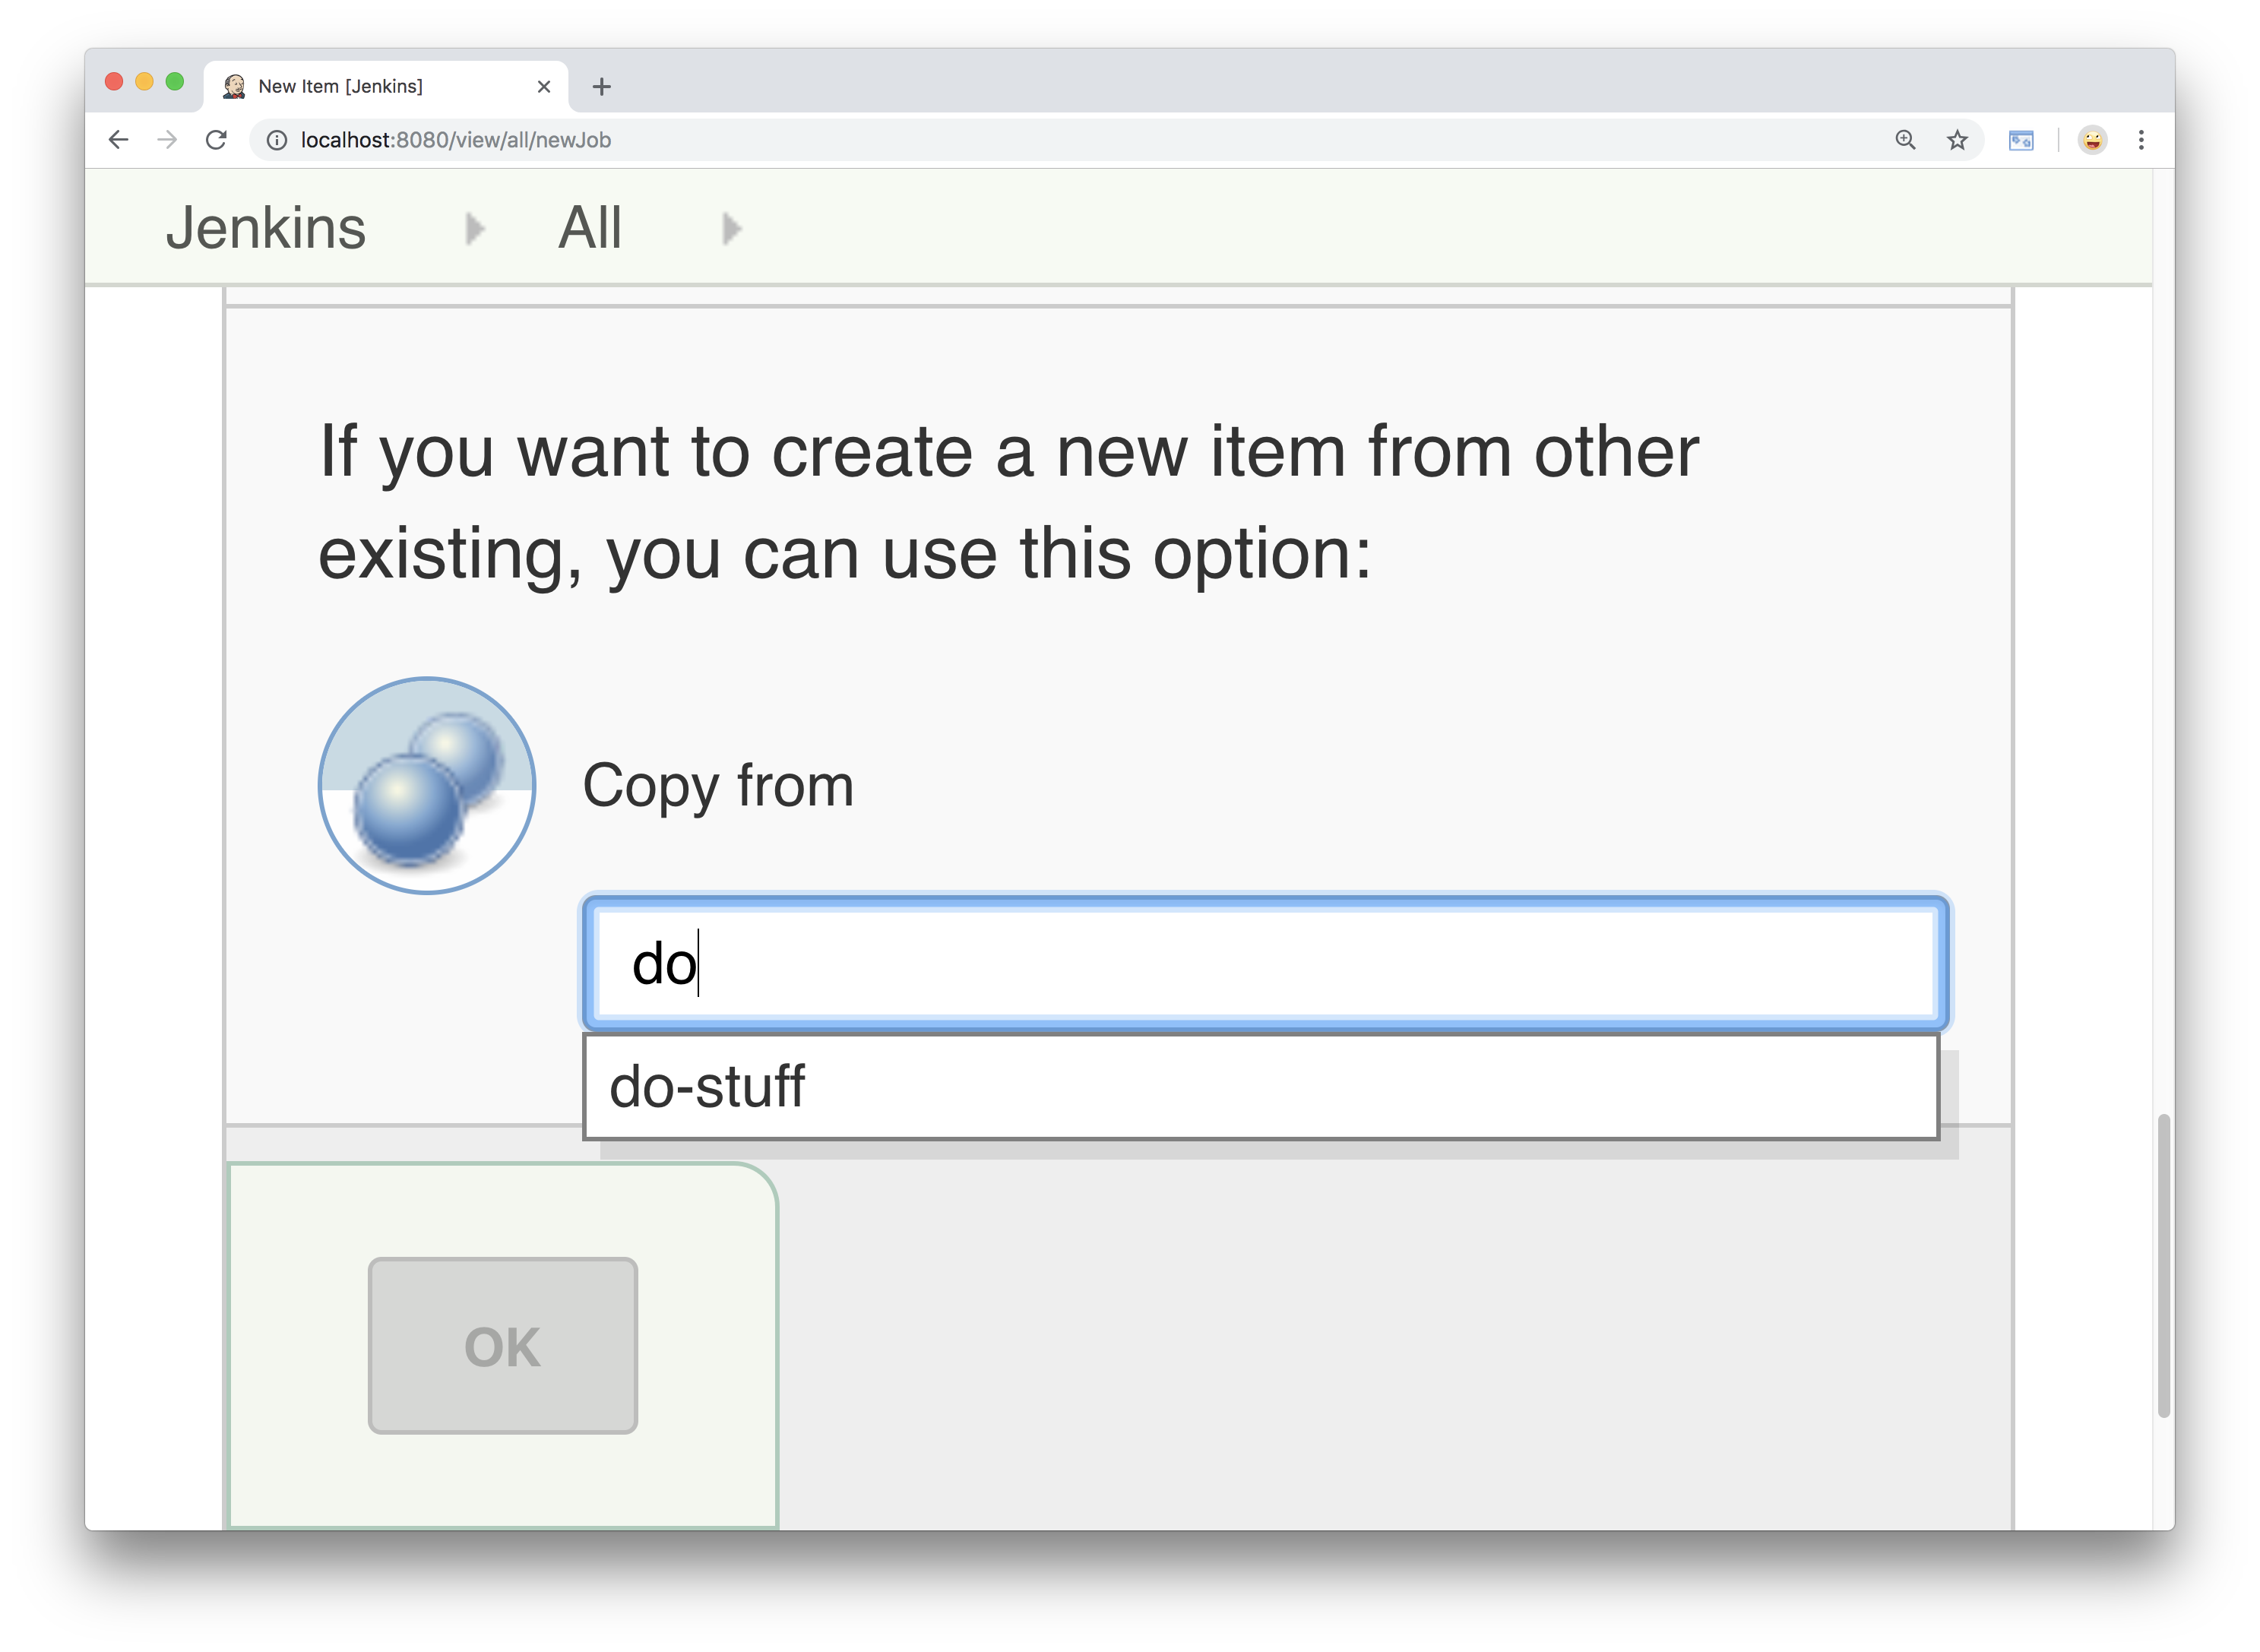 New Item [Jenkins]
localhost:8080/view/all/newJob
Jenkins All
If you want to create a new item from other
existing, you can use this option:
Copy from
do
do-stuff
OK